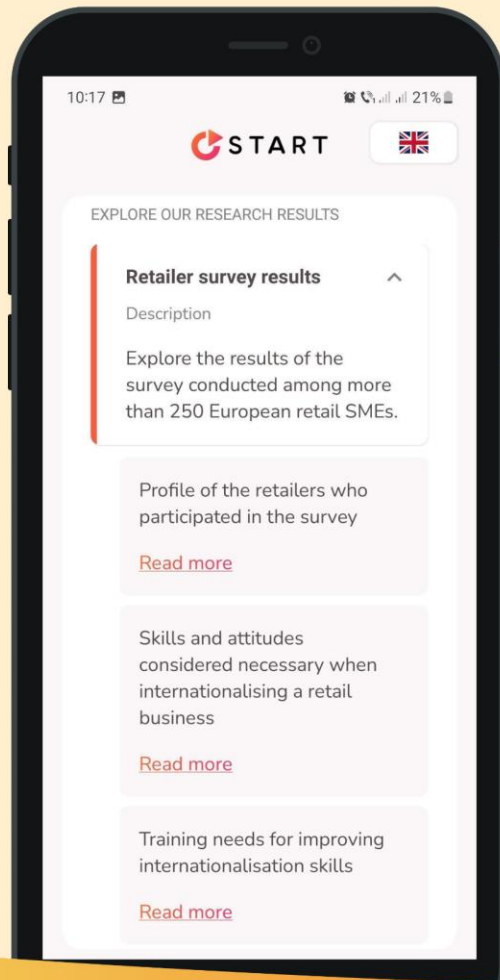 10:17
21%
START
EXPLORE OUR RESEARCH RESULTS
Retailer survey results
Description
Explore the results of the
survey conducted among more
than 250 European retail SMEs.
Profile of the retailers who
participated in the survey
Read more
Skills and attitudes
considered necessary when
internationalising a retail
business
Read more
Training needs for improving
internationalisation skills
Read more